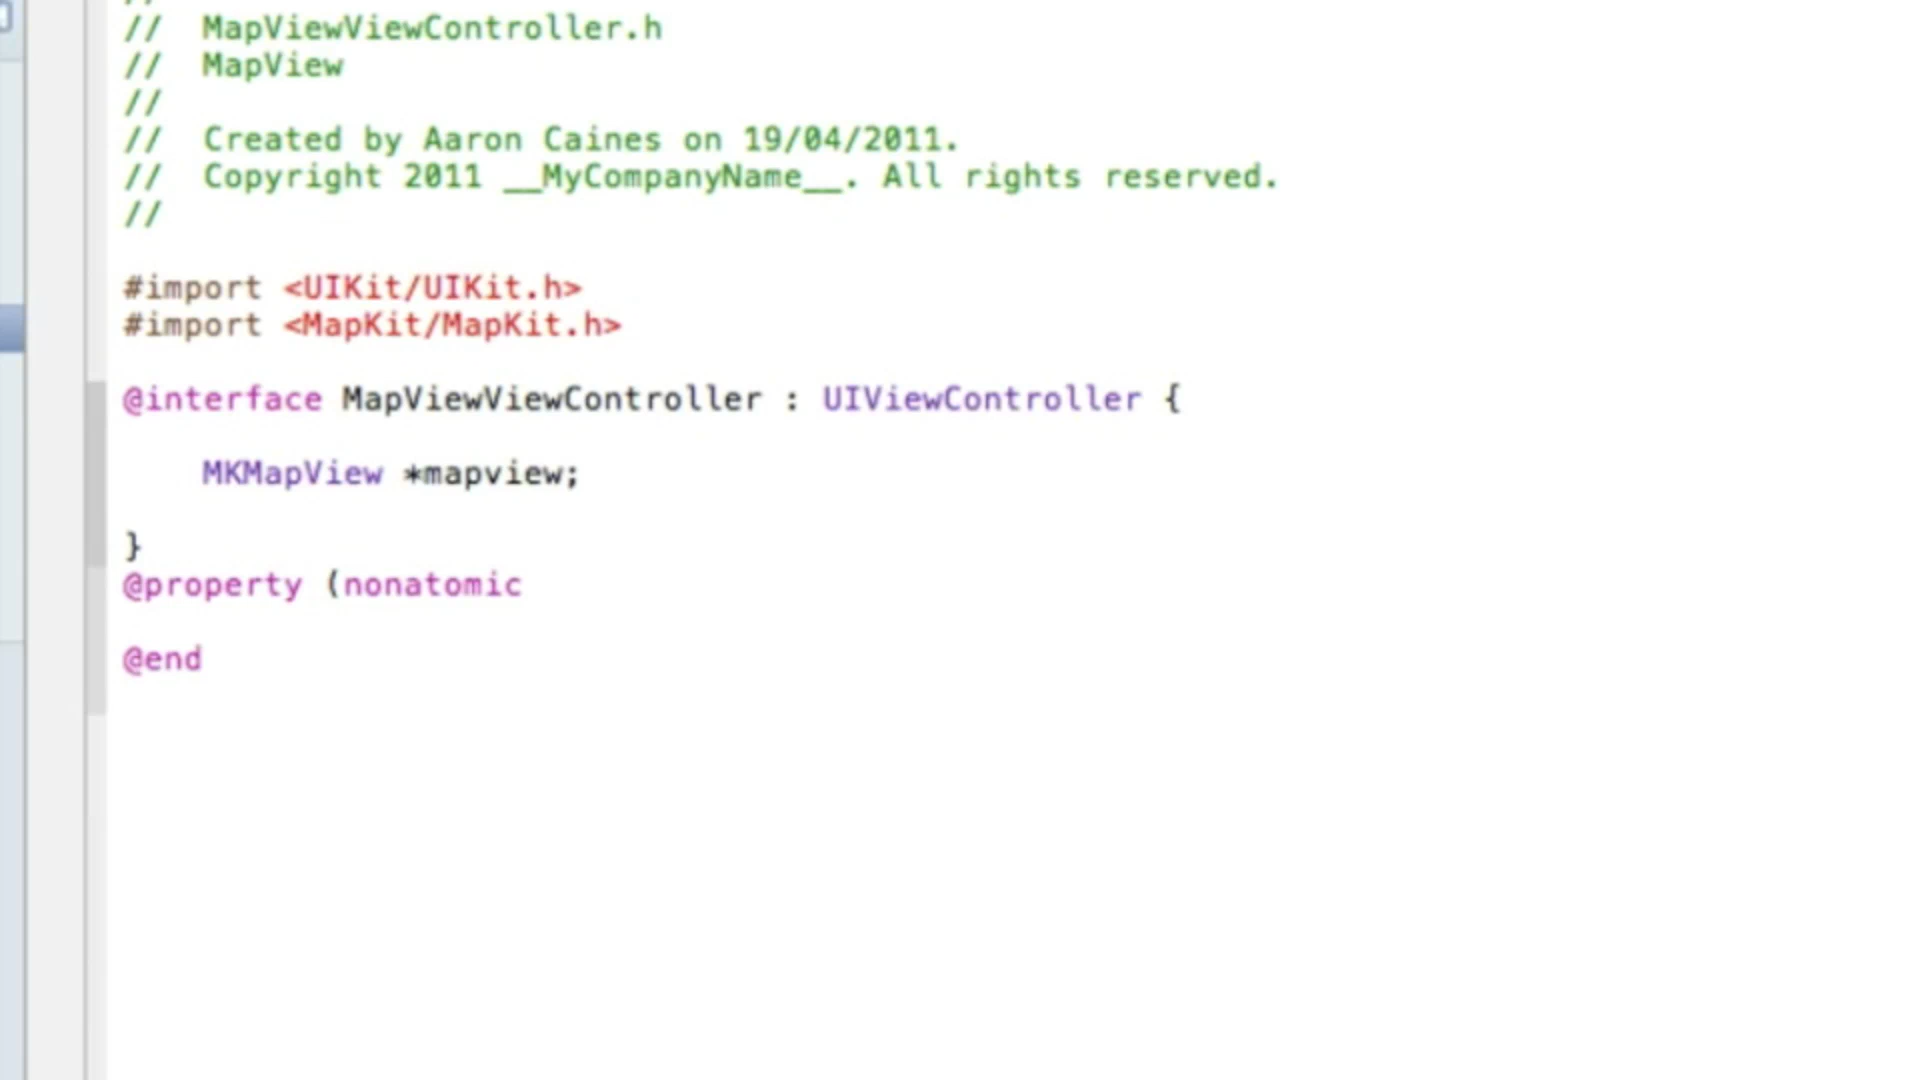 //
// MapViewViewController.h
// MapView
//
// Created by Aaron Caines on 19/04/2011.
// Copyright 2011 __MyCompanyName__. All rights reserved.
//
#import <UIKit/UIKit.h>
#import <MapKit/MapKit.h>
@interface MapViewViewController : UIViewController {
MKMapView *mapview;
}
@property (nonatomic
@end